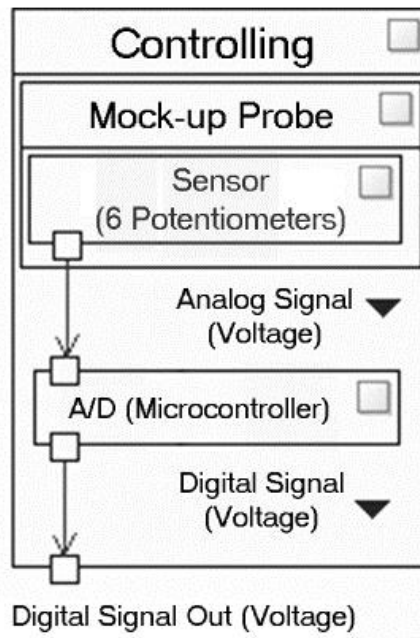 Controlling
Mock-up Probe
Sensor
(6 Potentiometers)
Analog Signal
(Voltage)
A/D (Microcontroller)
Digital Signal
(Voltage)
Digital Signal Out (Voltage)